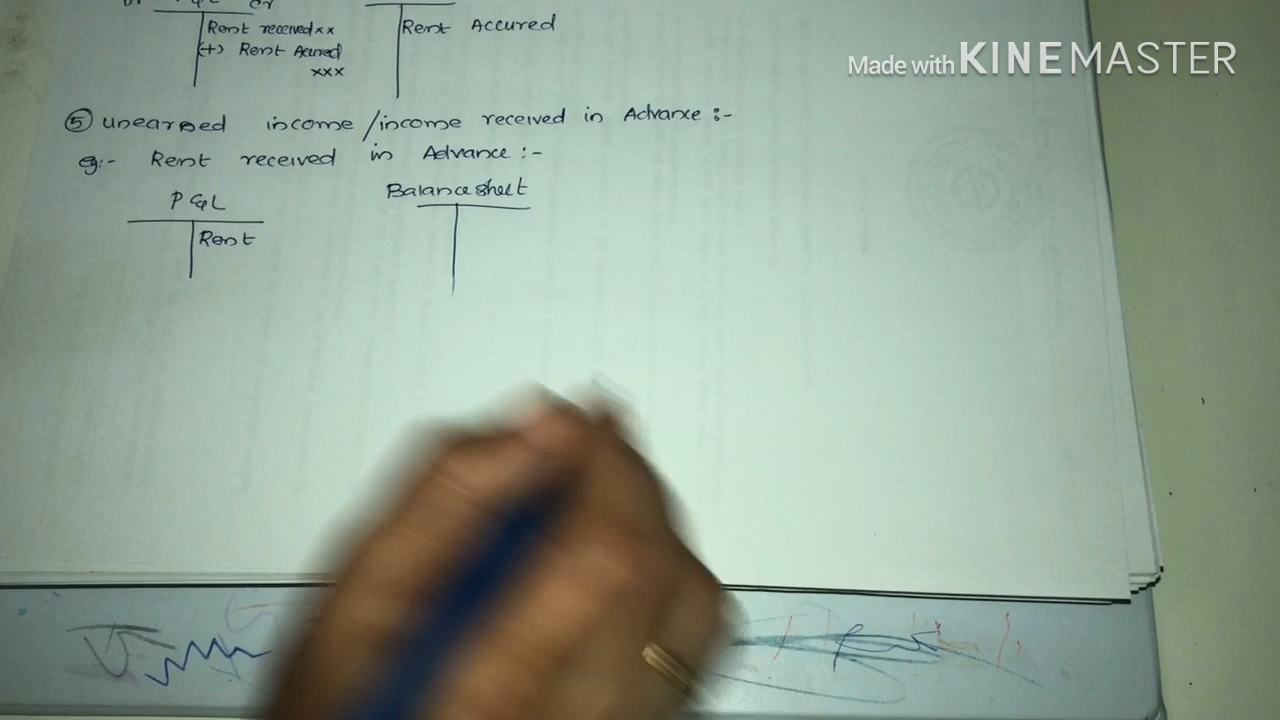 Rent received xx
Rent Accured
(+) Rent Acured
xxx
Made with KINEMASTER
⑤ unearned income / income received in Advance :-
eg:- Rent received in Advance :-
P & L
Balance sheet
Rent